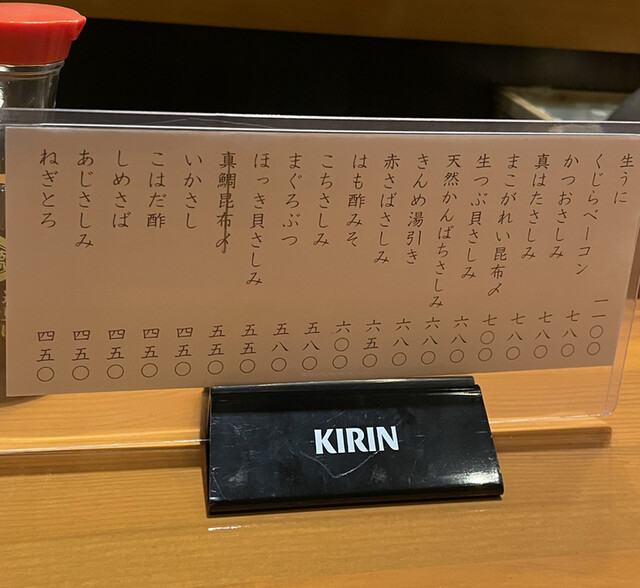 生うに 一一〇〇
くじらベーコン 七八〇
かつおさしみ 七八〇
真はたさしみ 七八〇
まこがれい昆布〆 七〇〇
生つぶ貝さしみ 六八〇
天然かんぱちさしみ 六八〇
きんめ湯引き 六八〇
赤さばさしみ 六五〇
はも酢みそ 六〇〇
こちさしみ 五八〇
まぐろぶつ 五八〇
ほっき貝さしみ 五五〇
真鯛昆布〆 五五〇
いかさし 四五〇
こはだ酢 四五〇
しめさば 四五〇
あじさしみ 四五〇
ねぎとろ 四五〇
KIRIN